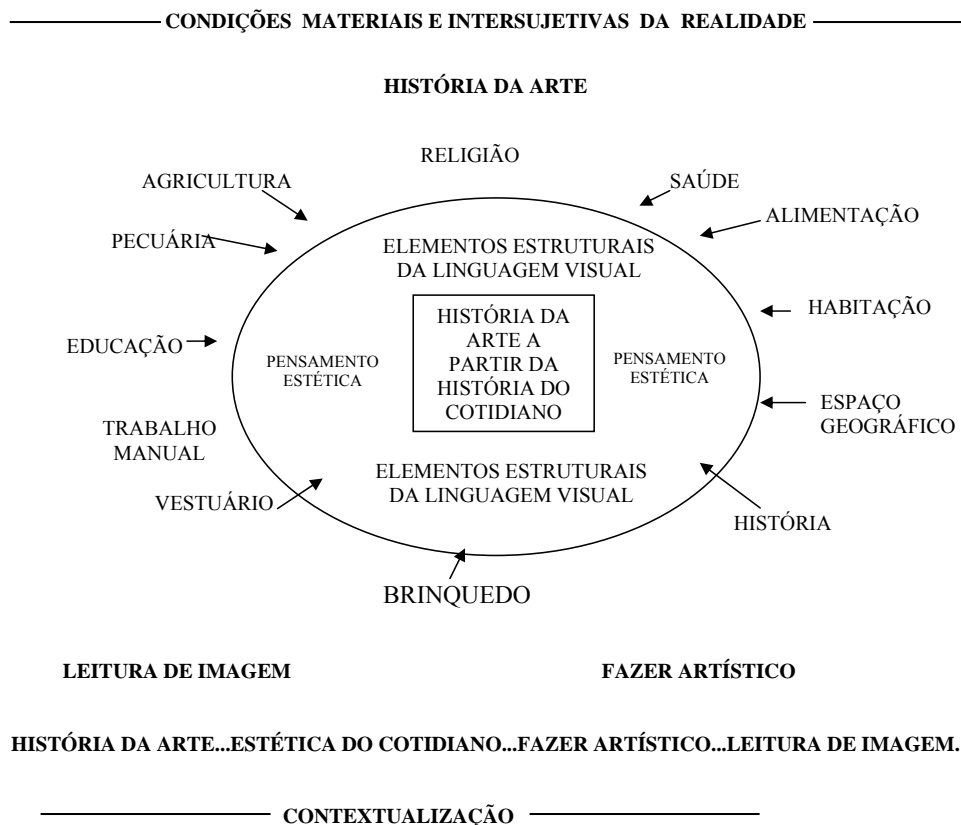 CONDIÇÕES MATERIAIS E INTERSUJETIVAS DA REALIDADE
HISTÓRIA DA ARTE
RELIGIÃO
AGRICULTURA
SAÚDE
ALIMENTAÇÃO
PECUÁRIA
ELEMENTOS ESTRUTURAIS
DA LINGUAGEM VISUAL
HABITAÇÃO
EDUCAÇÃO
PENSAMENTO
ESTÉTICA
HISTÓRIA DA
ARTE A
PARTIR DA
HISTÓRIA DO
COTIDIANO
PENSAMENTO
ESTÉTICA
ESPAÇO
GEOGRÁFICO
TRABALHO
MANUAL
ELEMENTOS ESTRUTURAIS
DA LINGUAGEM VISUAL
VESTUÁRIO
HISTÓRIA
BRINQUEDO
LEITURA DE IMAGEM
FAZER ARTÍSTICO
HISTÓRIA DA ARTE...ESTÉTICA DO COTIDIANO...FAZER ARTÍSTICO...LEITURA DE IMAGEM.
CONTEXTUALIZAÇÃO